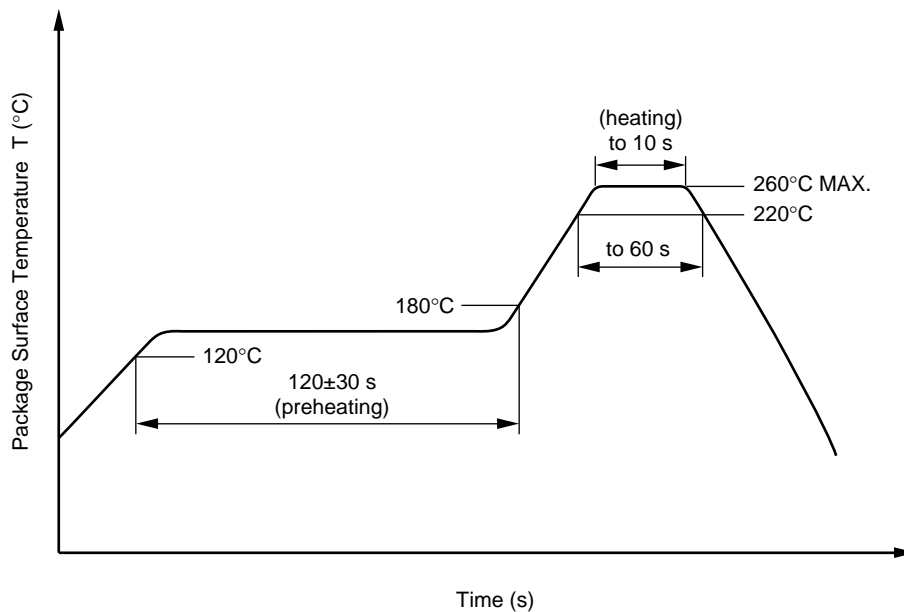 Package Surface Temperature T (°C)
(heating)
to 10 s
260°C MAX.
220°C
to 60 s
180°C
120°C
120±30 s
(preheating)
Time (s)